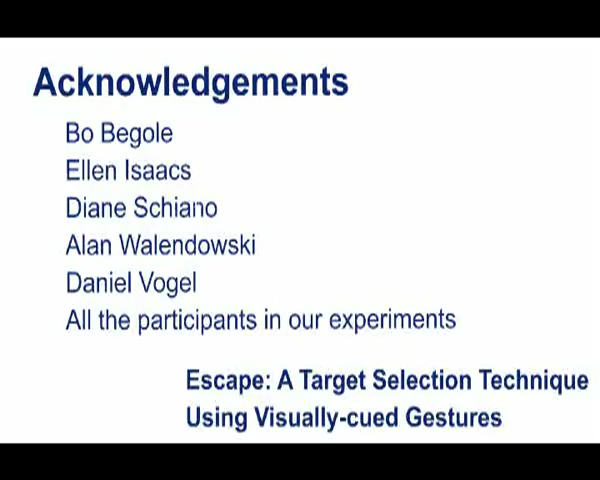 Acknowledgements
Bo Begole
Ellen Isaacs
Diane Schiano
Alan Walendowski
Daniel Vogel
All the participants in our experiments
Escape: A Target Selection Technique
Using Visually-cued Gestures